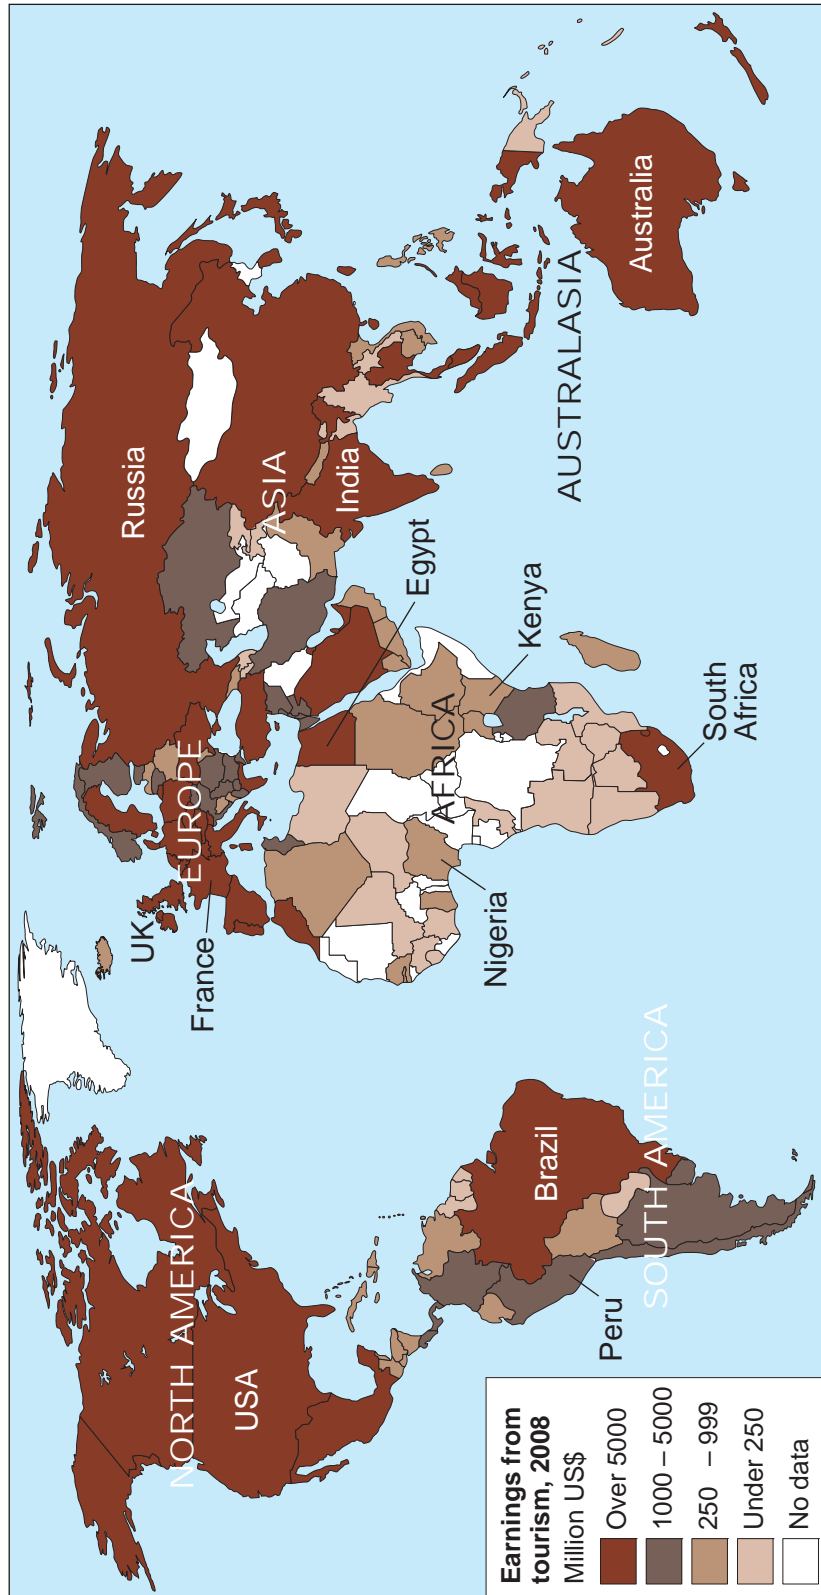 NORTH AMERICA
USA
EUROPE
UK
France
Russia
ASIA
India
Egypt
AFRICA
Kenya
Nigeria
South
Africa
AUSTRALASIA
Australia
SOUTH AMERICA
Brazil
Peru
Earnings from
tourism, 2008
Million US$
Over 5000
1000 – 5000
250 – 999
Under 250
No data